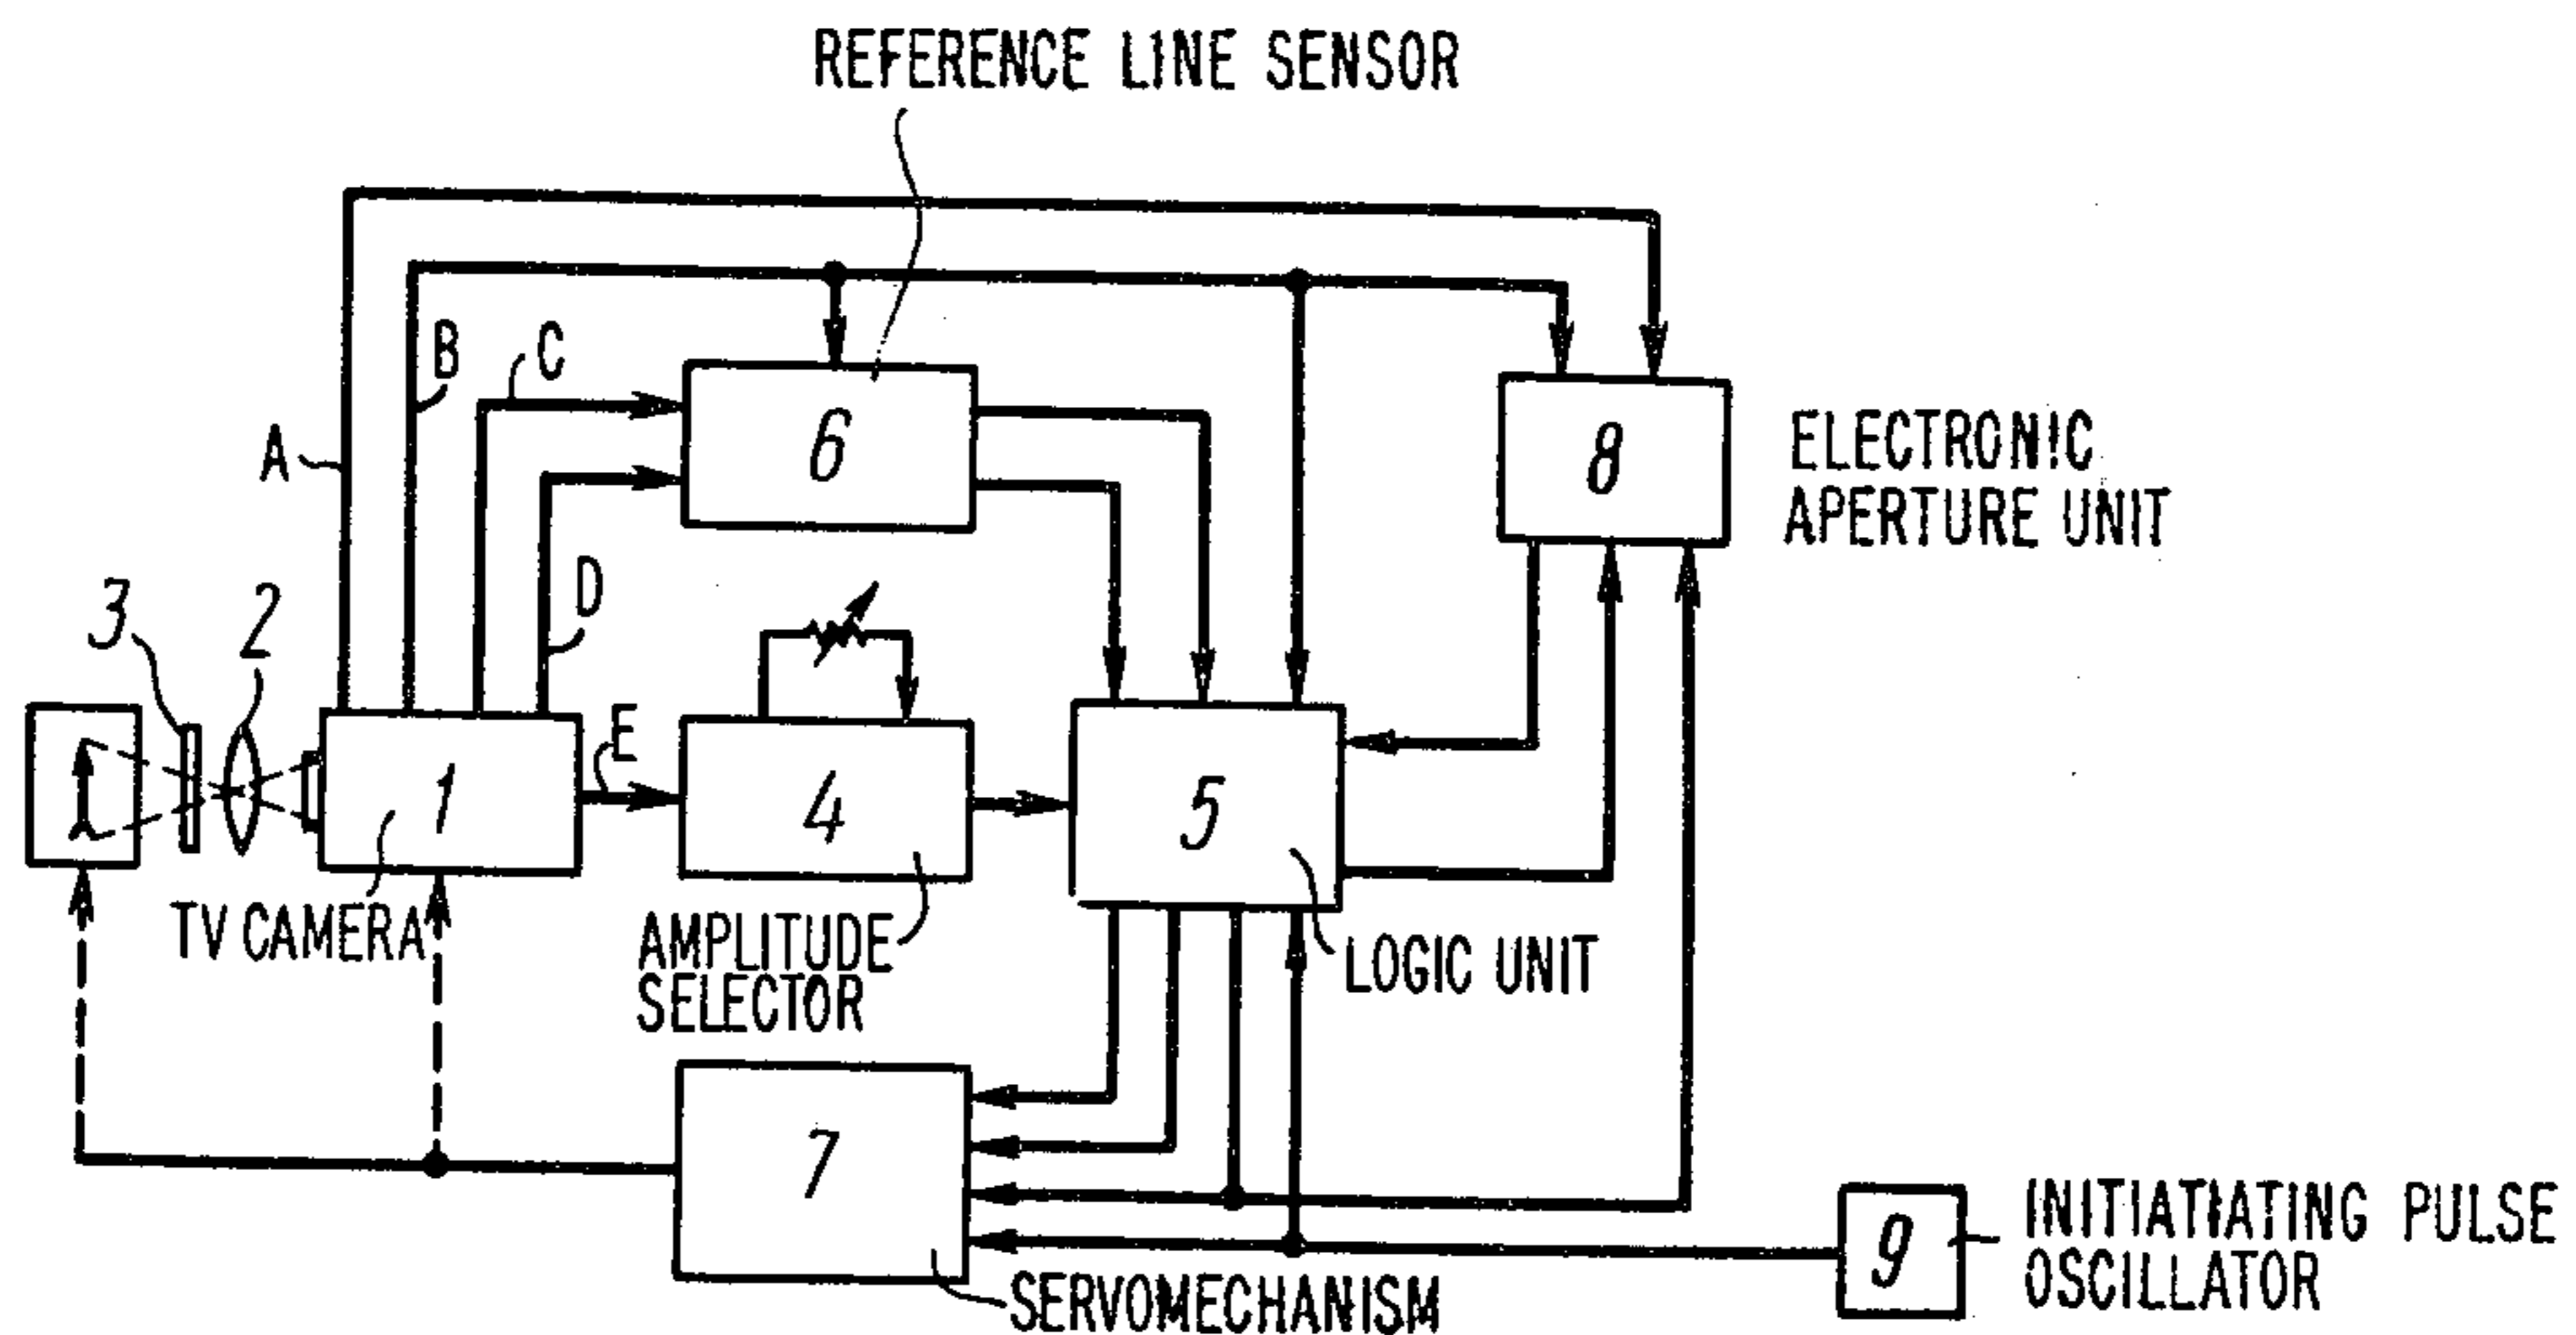 REFERENCE LINE SENSOR
A
B
C
D
E
6
8
ELECTRONIC
APERTURE UNIT
3
2
1
4
5
TV CAMERA
AMPLITUDE
SELECTOR
LOGIC UNIT
7
SERVOMECHANISM
9
INITIATIATING PULSE
OSCILLATOR